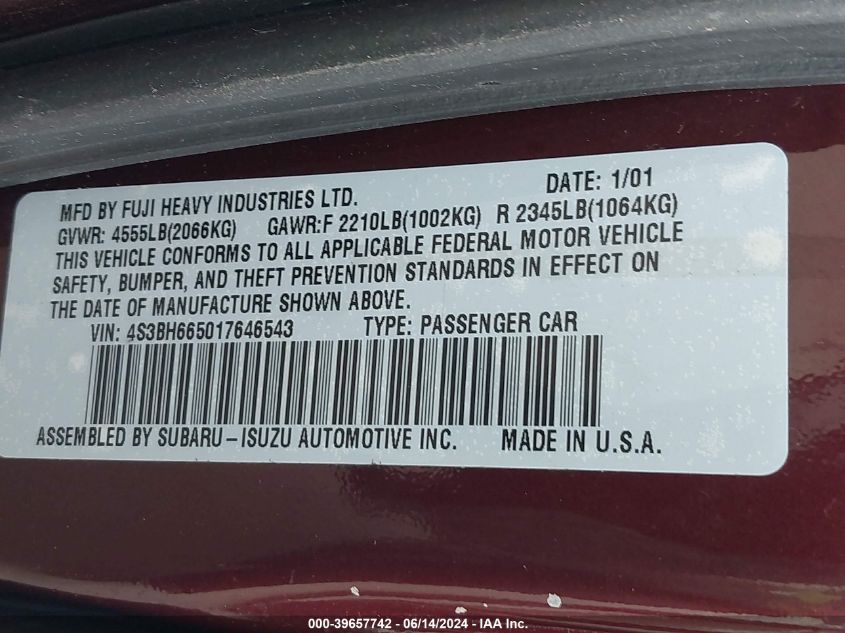 MFD BY FUJI HEAVY INDUSTRIES LTD. DATE: 1/01
GVWR: 4555LB(2066KG) GAWR:F 2210LB(1002KG) R 2345LB(1064KG)
THIS VEHICLE CONFORMS TO ALL APPLICABLE FEDERAL MOTOR VEHICLE
SAFETY, BUMPER, AND THEFT PREVENTION STANDARDS IN EFFECT ON
THE DATE OF MANUFACTURE SHOWN ABOVE.
VIN: 4S3BH665017646543 TYPE: PASSENGER CAR
ASSEMBLED BY SUBARU-ISUZU AUTOMOTIVE INC. MADE IN U.S.A.
000-39657742 - 06/14/2024 - IAA Inc.